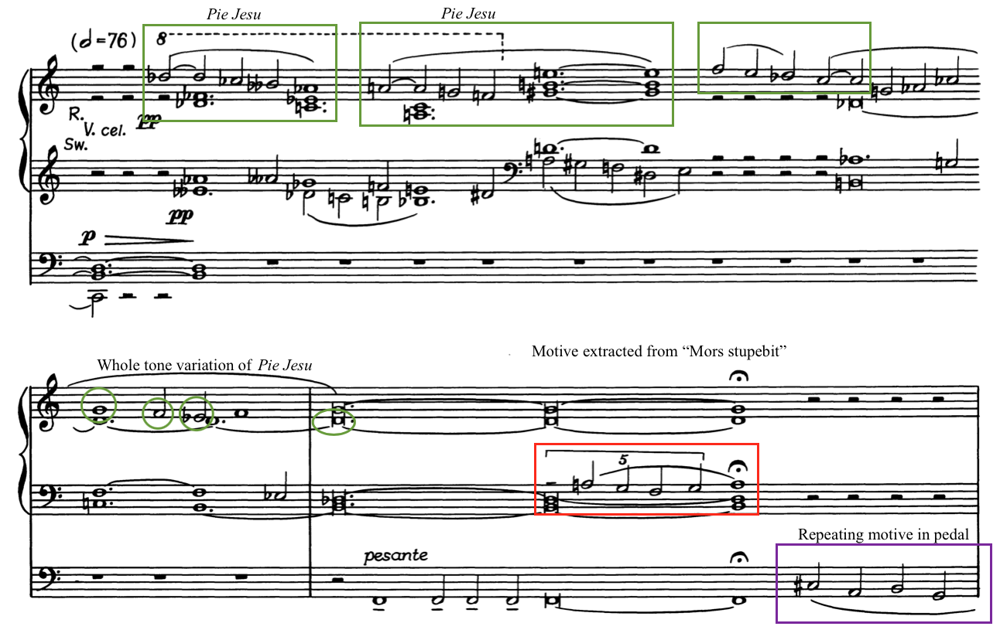 Pie Jesu
Pie Jesu
(𝅗𝅥=76)
8
R.
pp
V. cel.
Sw.
pp
p
Whole tone variation of Pie Jesu
Motive extracted from “Mors stupebit”
5
Repeating motive in pedal
pesante